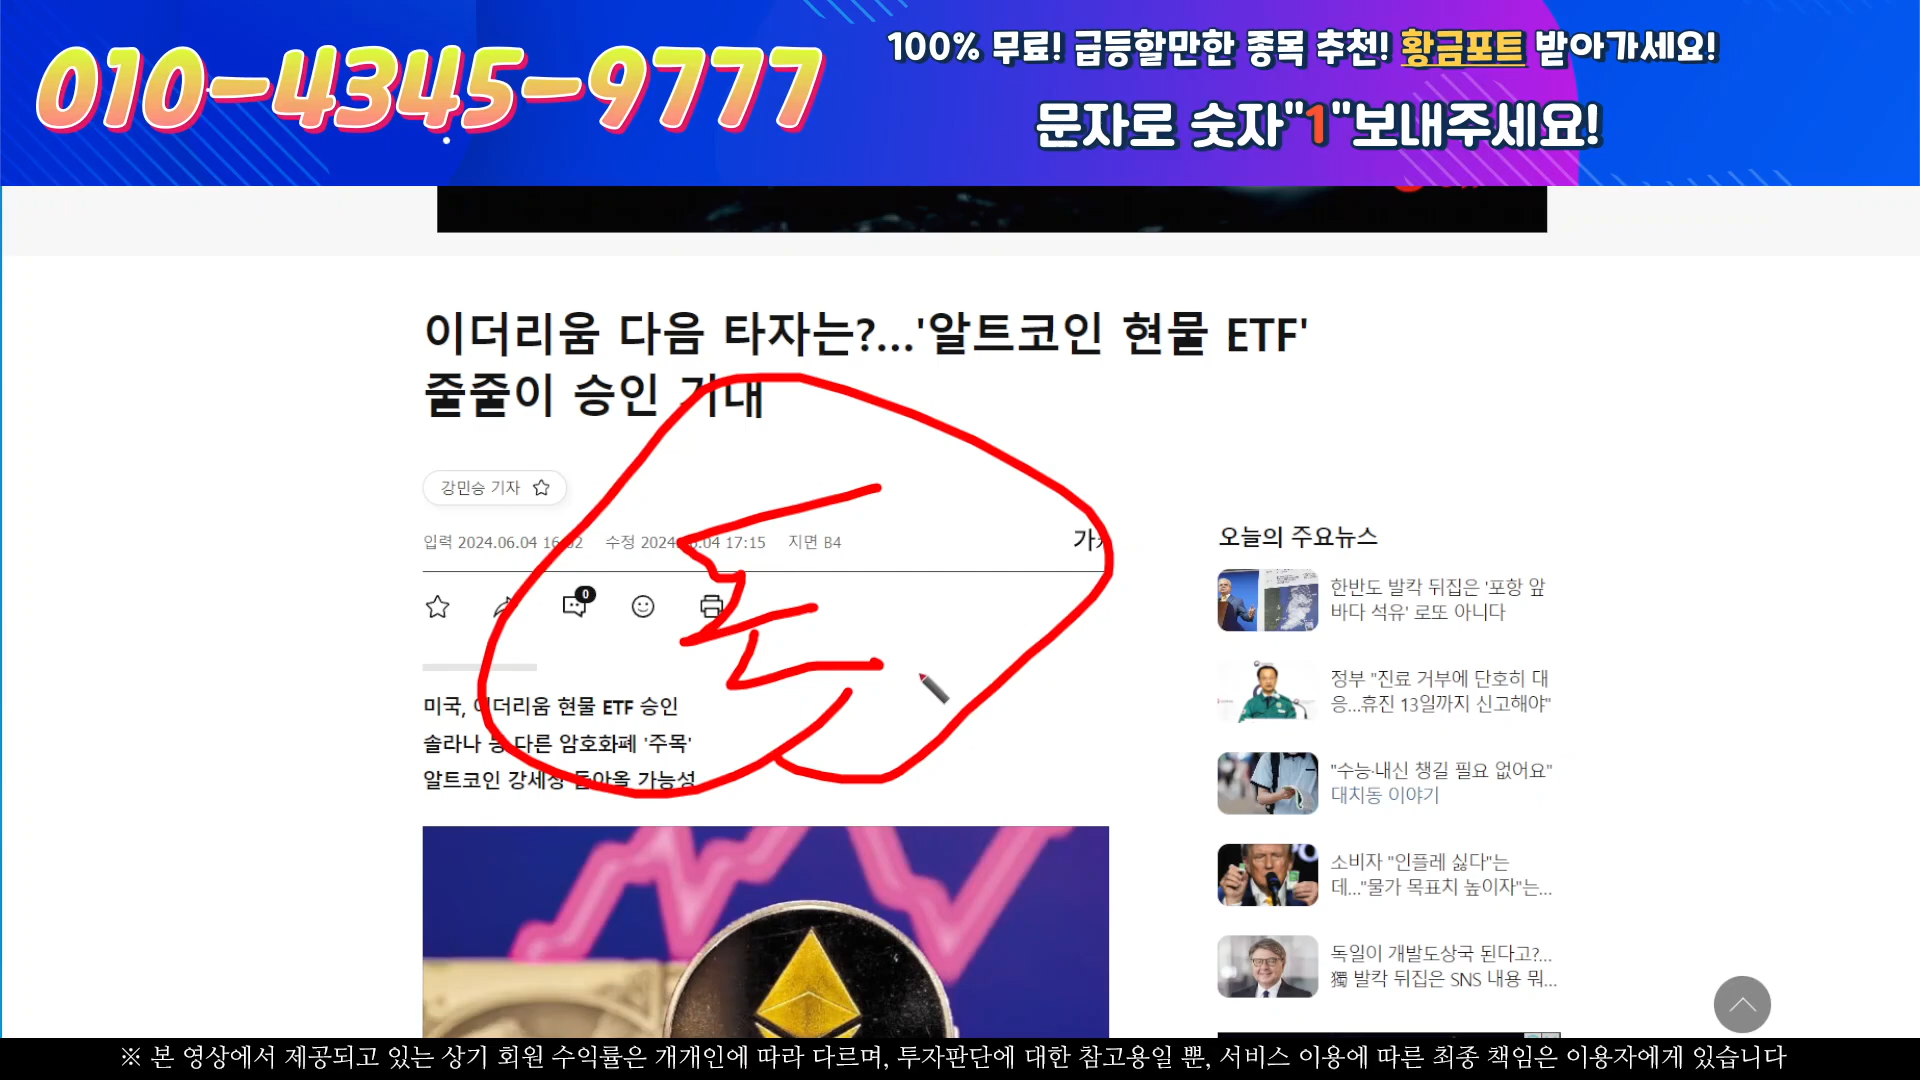 010-4345-9777
100% 무료! 급등할만한 종목 추천! 황금포트 받아가세요!
문자로 숫자"1"보내주세요!
이더리움 다음 타자는?...'알트코인 현물 ETF'
줄줄이 승인 기대
강민승 기자
입력 2024.06.04 16: 2 수정 2024. .04 17:15 지면 B4
가
0
미국, 이더리움 현물 ETF 승인
솔라나 등 다른 암호화폐 '주목'
알트코인 강세장 돌아올 가능성
돈
오늘의 주요뉴스
한반도 발칵 뒤집은 '포항 앞
바다 석유' 로또 아니다
정부 "진료 거부에 단호히 대
응...휴진 13일까지 신고해야"
"수능·내신 챙길 필요 없어요"
대치동 이야기
소비자 "인플레 싫다"는
데..."물가 목표치 높이자"는...
독일이 개발도상국 된다고?...
獨 발칵 뒤집은 SNS 내용 뭐...
※ 본 영상에서 제공되고 있는 상기 회원 수익률은 개개인에 따라 다르며, 투자판단에 대한 참고용일 뿐, 서비스 이용에 따른 최종 책임은 이용자에게 있습니다